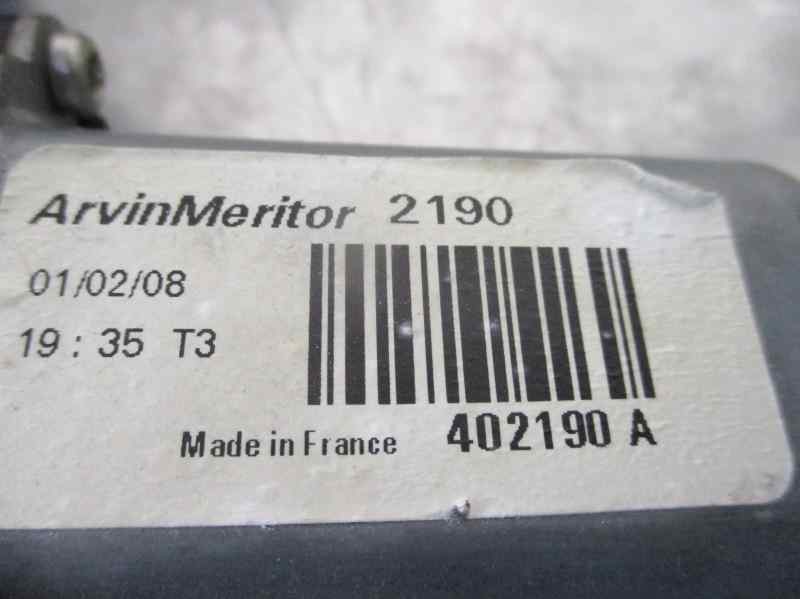 ArvinMeritor 2190
01/02/08
19 : 35 T3
Made in France 402190 A